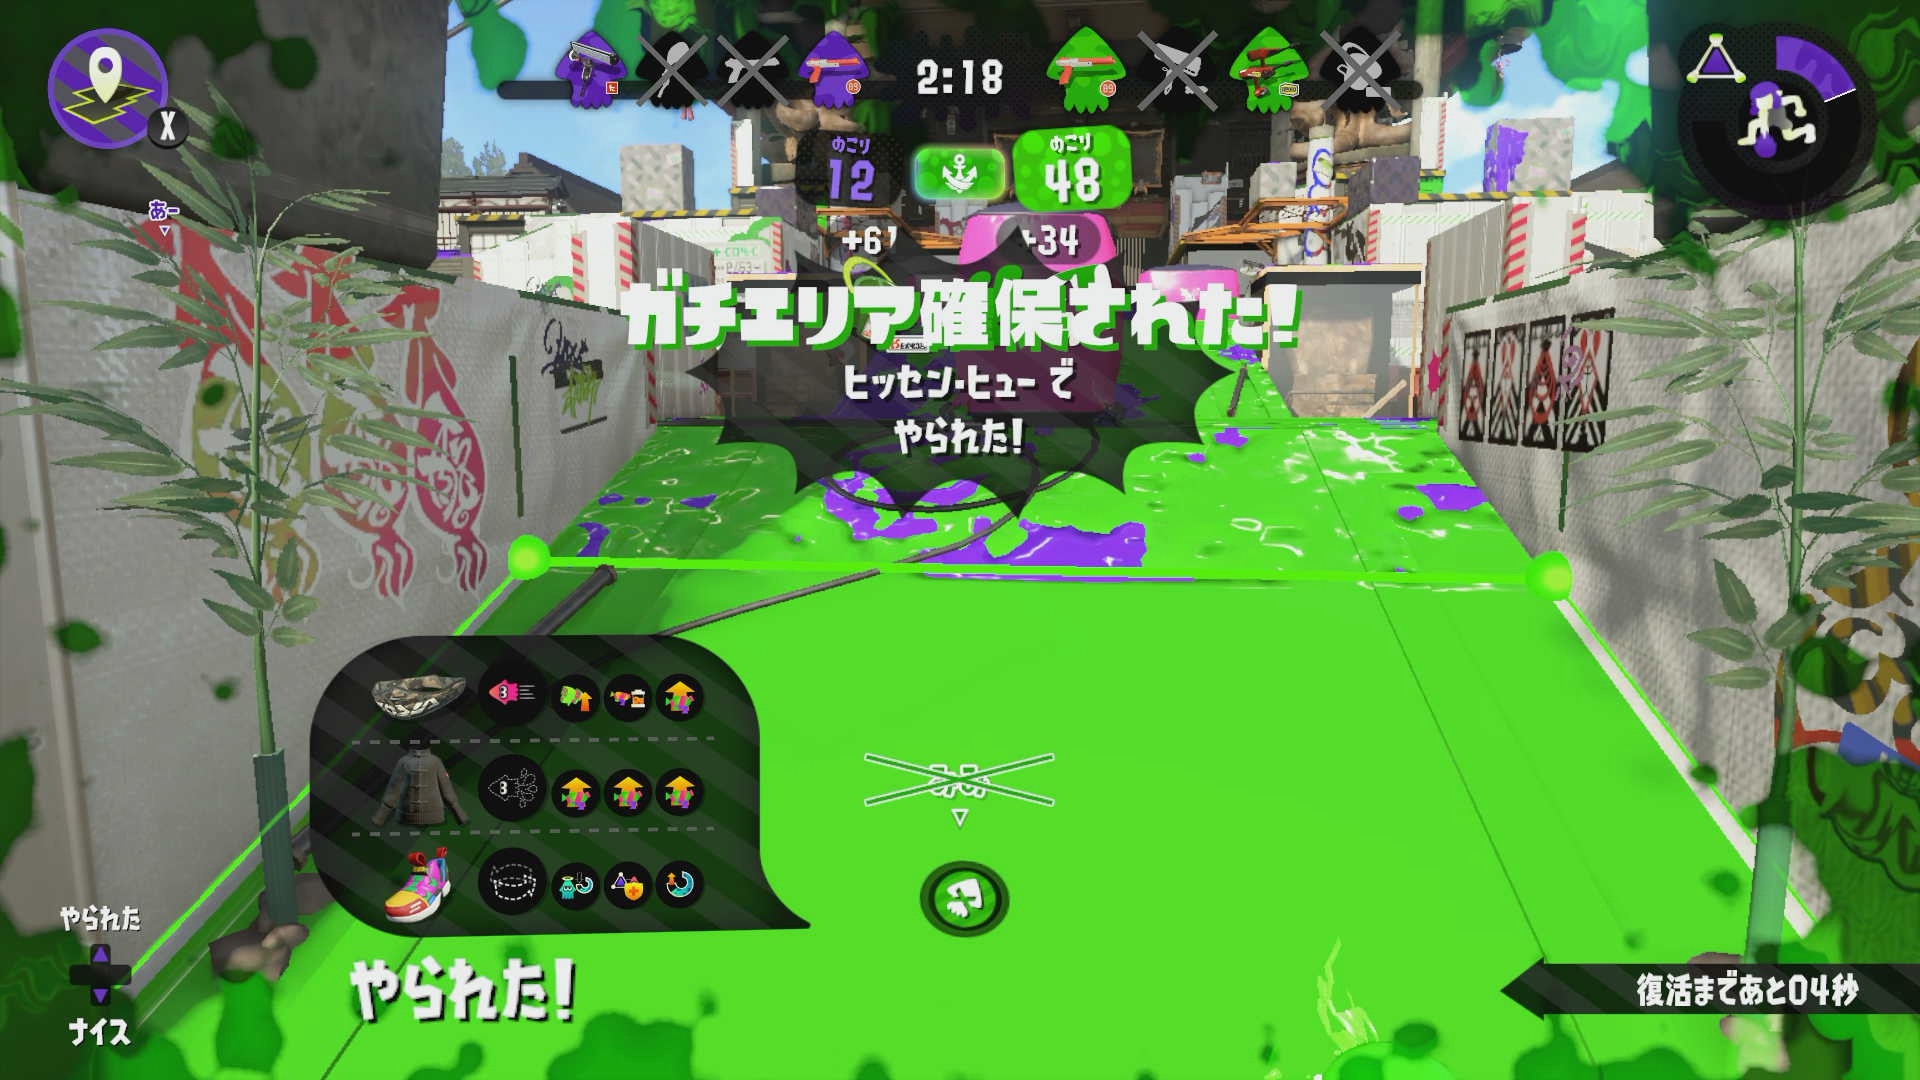 2:18
X
のこり
12
のこり
48
+67
+34
あー
ガチエリア確保された!
ヒッセン・ヒューで
やられた!
やられた
ナイス
やられた!
復活まであと04秒